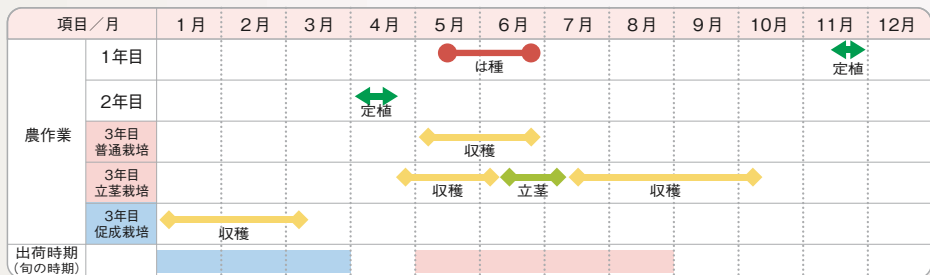 項目／月 1月 2月 3月 4月 5月 6月 7月 8月 9月 10月 11月 12月
農作業
1年目
は種
定植
2年目
定植
3年目
普通栽培
収穫
3年目
立茎栽培
収穫 立茎 収穫
3年目
促成栽培
収穫
出荷時期
(旬の時期)